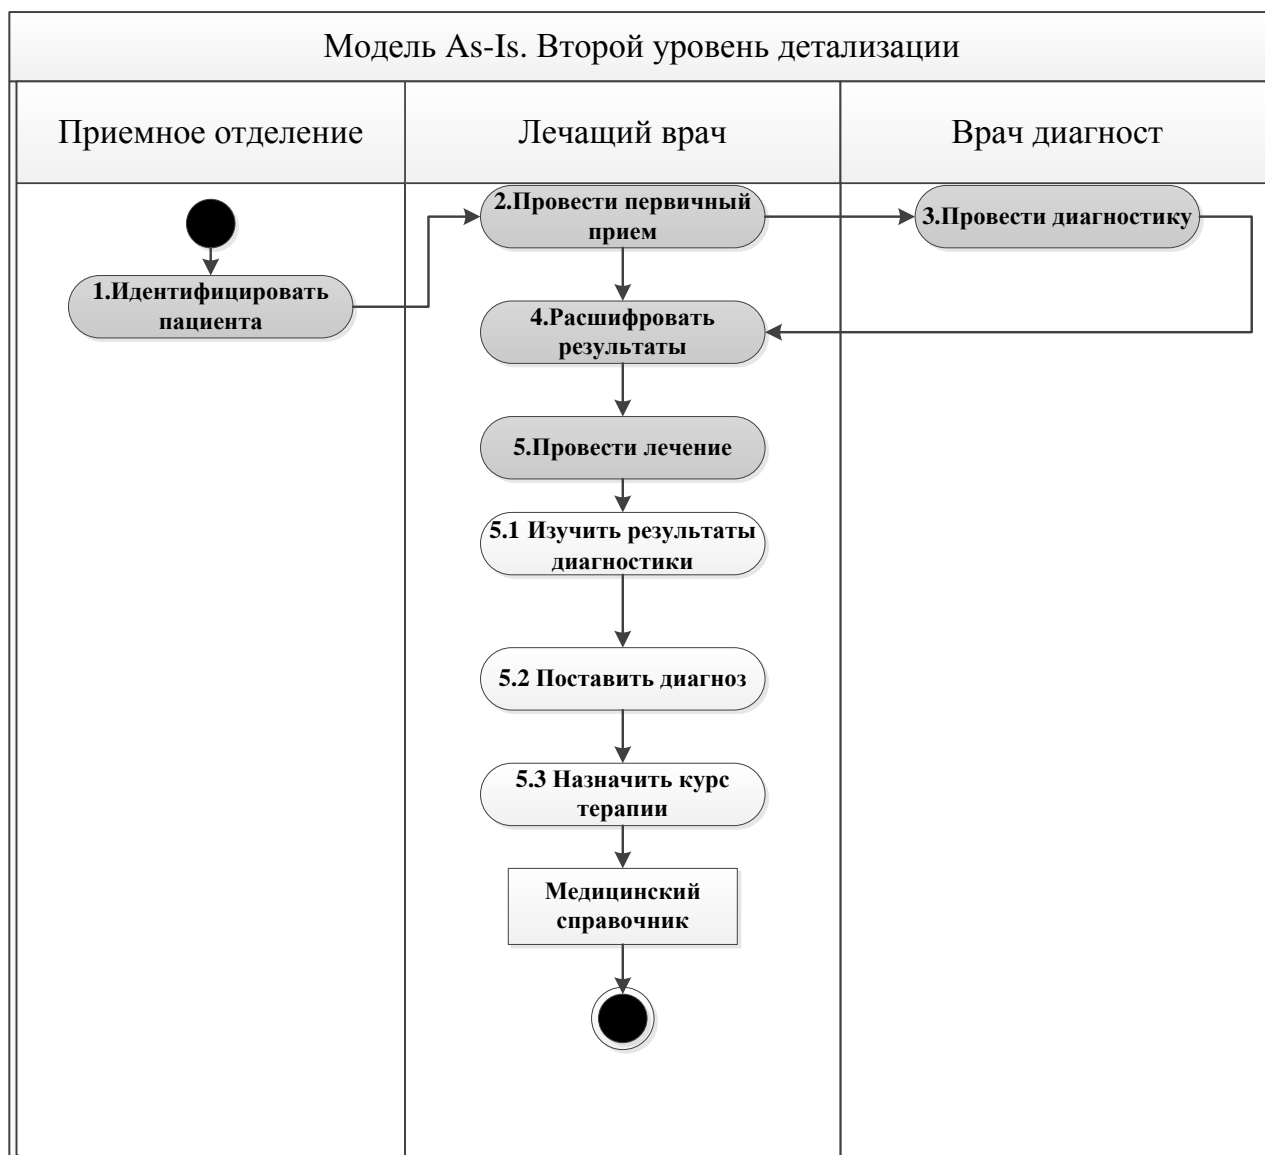 Модель As-Is. Второй уровень детализации
Приемное отделение
Лечащий врач
Врач диагност
1.Идентифицировать
пациента
2.Провести первичный
прием
3.Провести диагностику
4.Расшифровать
результаты
5.Провести лечение
5.1 Изучить результаты
диагностики
5.2 Поставить диагноз
5.3 Назначить курс
терапии
Медицинский
справочник